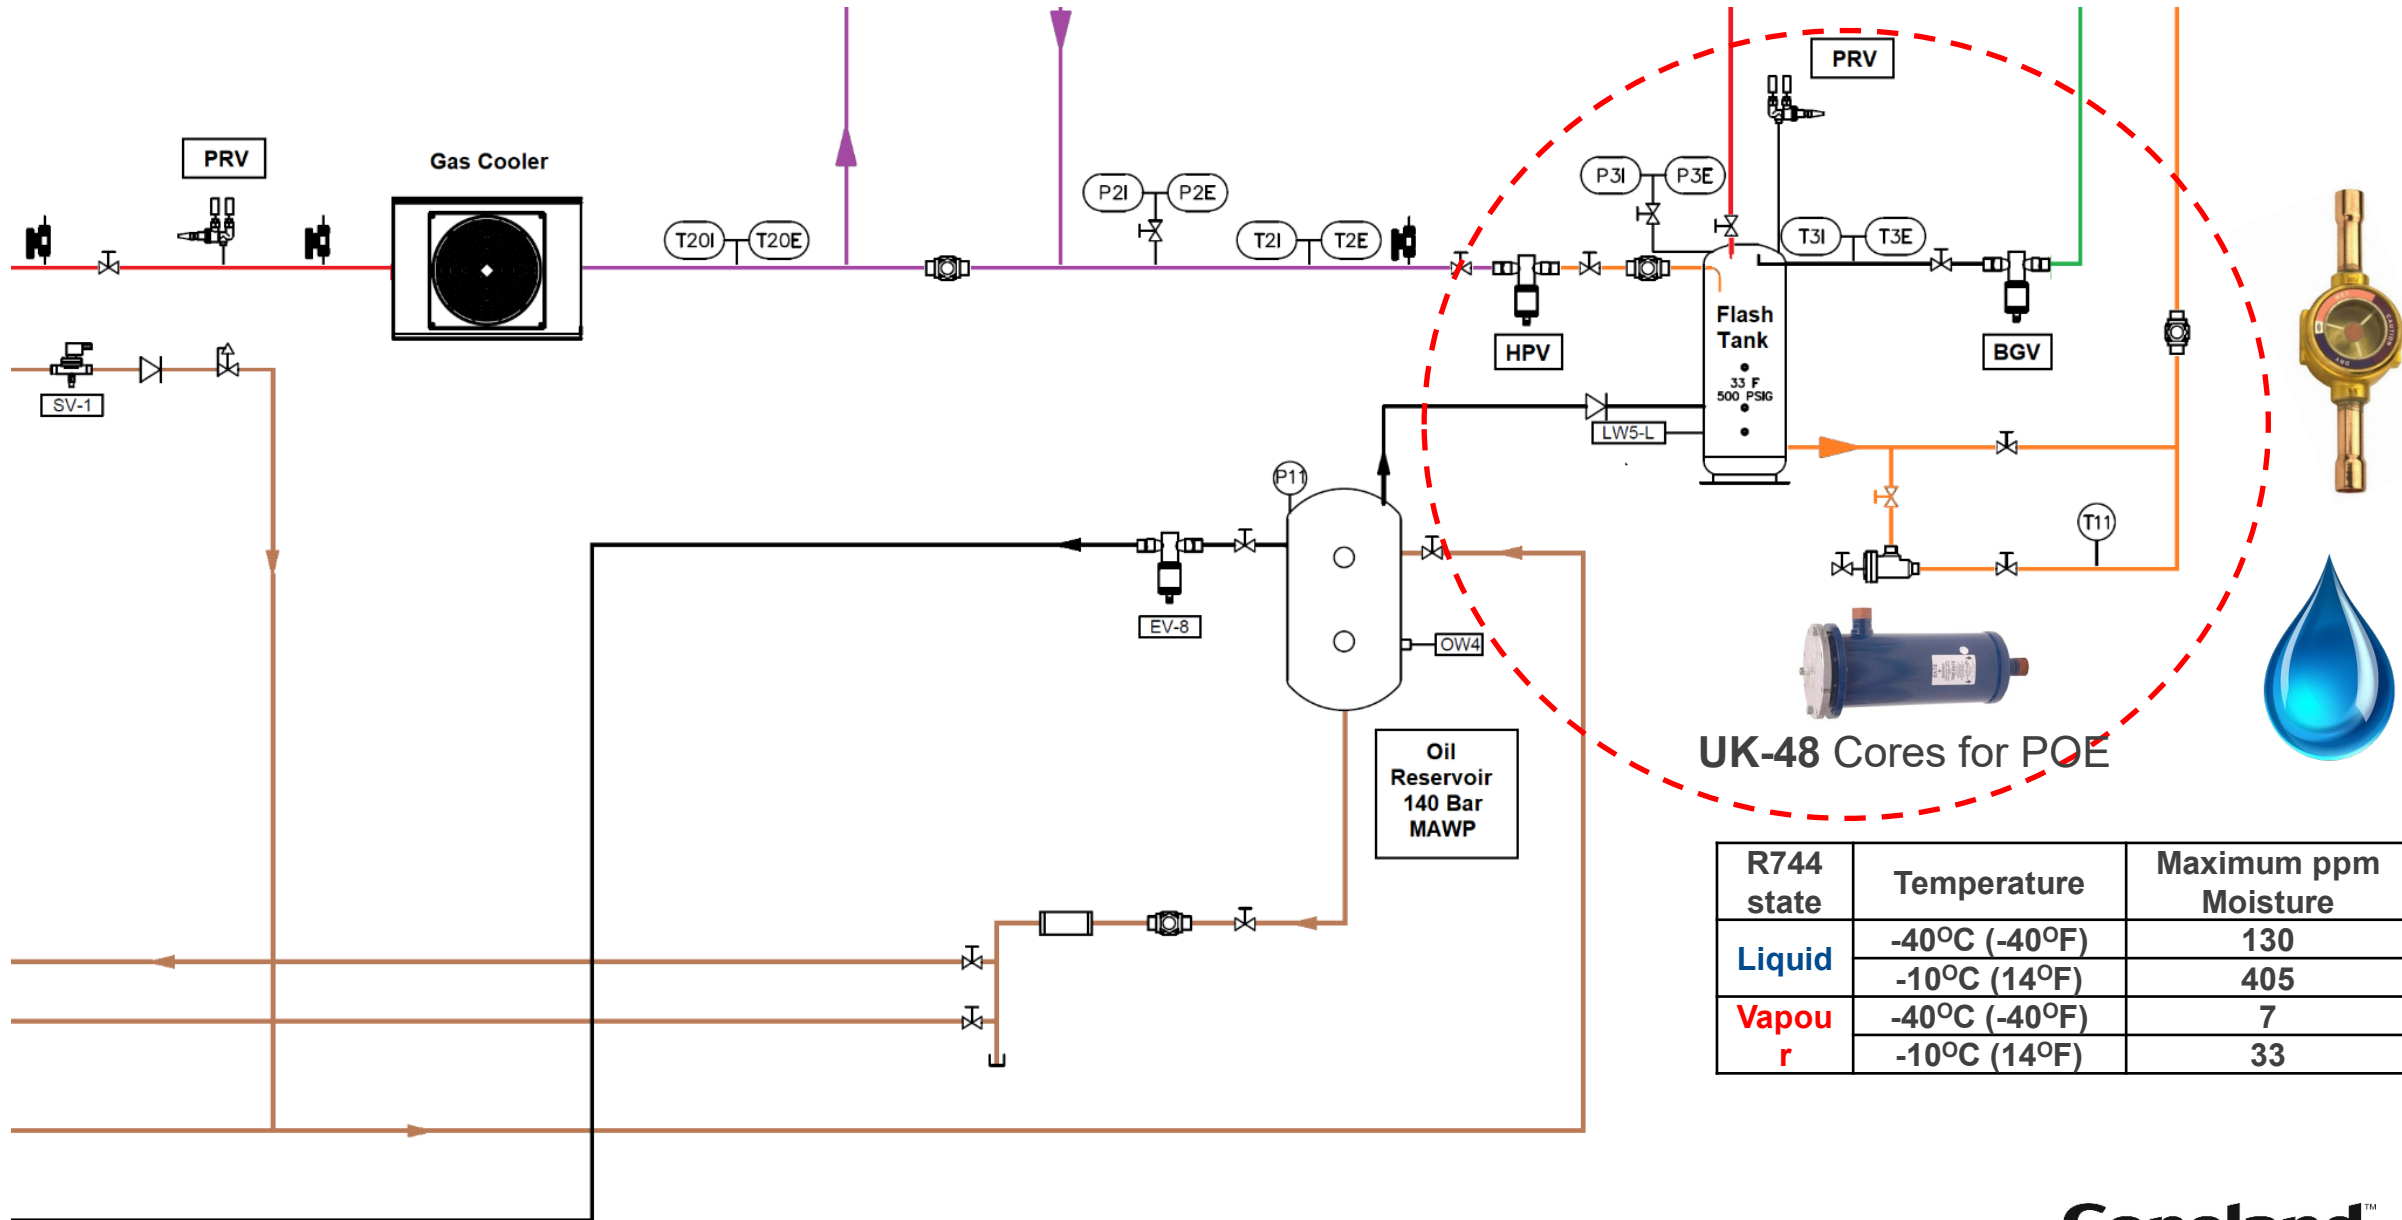 PRV
PRV
Gas Cooler
P3I
P3E
P2I
P2E
T20I
T20E
T2I
T2E
T3I
T3E
Flash
Tank
33 F
500 PSIG
HPV
BGV
SV-1
LW5-L
P11
T11
EV-8
OW4
UK-48 Cores for POE
Oil
Reservoir
140 Bar
MAWP
R744
state
Temperature
Maximum ppm
Moisture
Liquid
-40ºC (-40ºF)
130
-10ºC (14ºF)
405
Vapou
r
-40ºC (-40ºF)
7
-10ºC (14ºF)
33
Copeland™